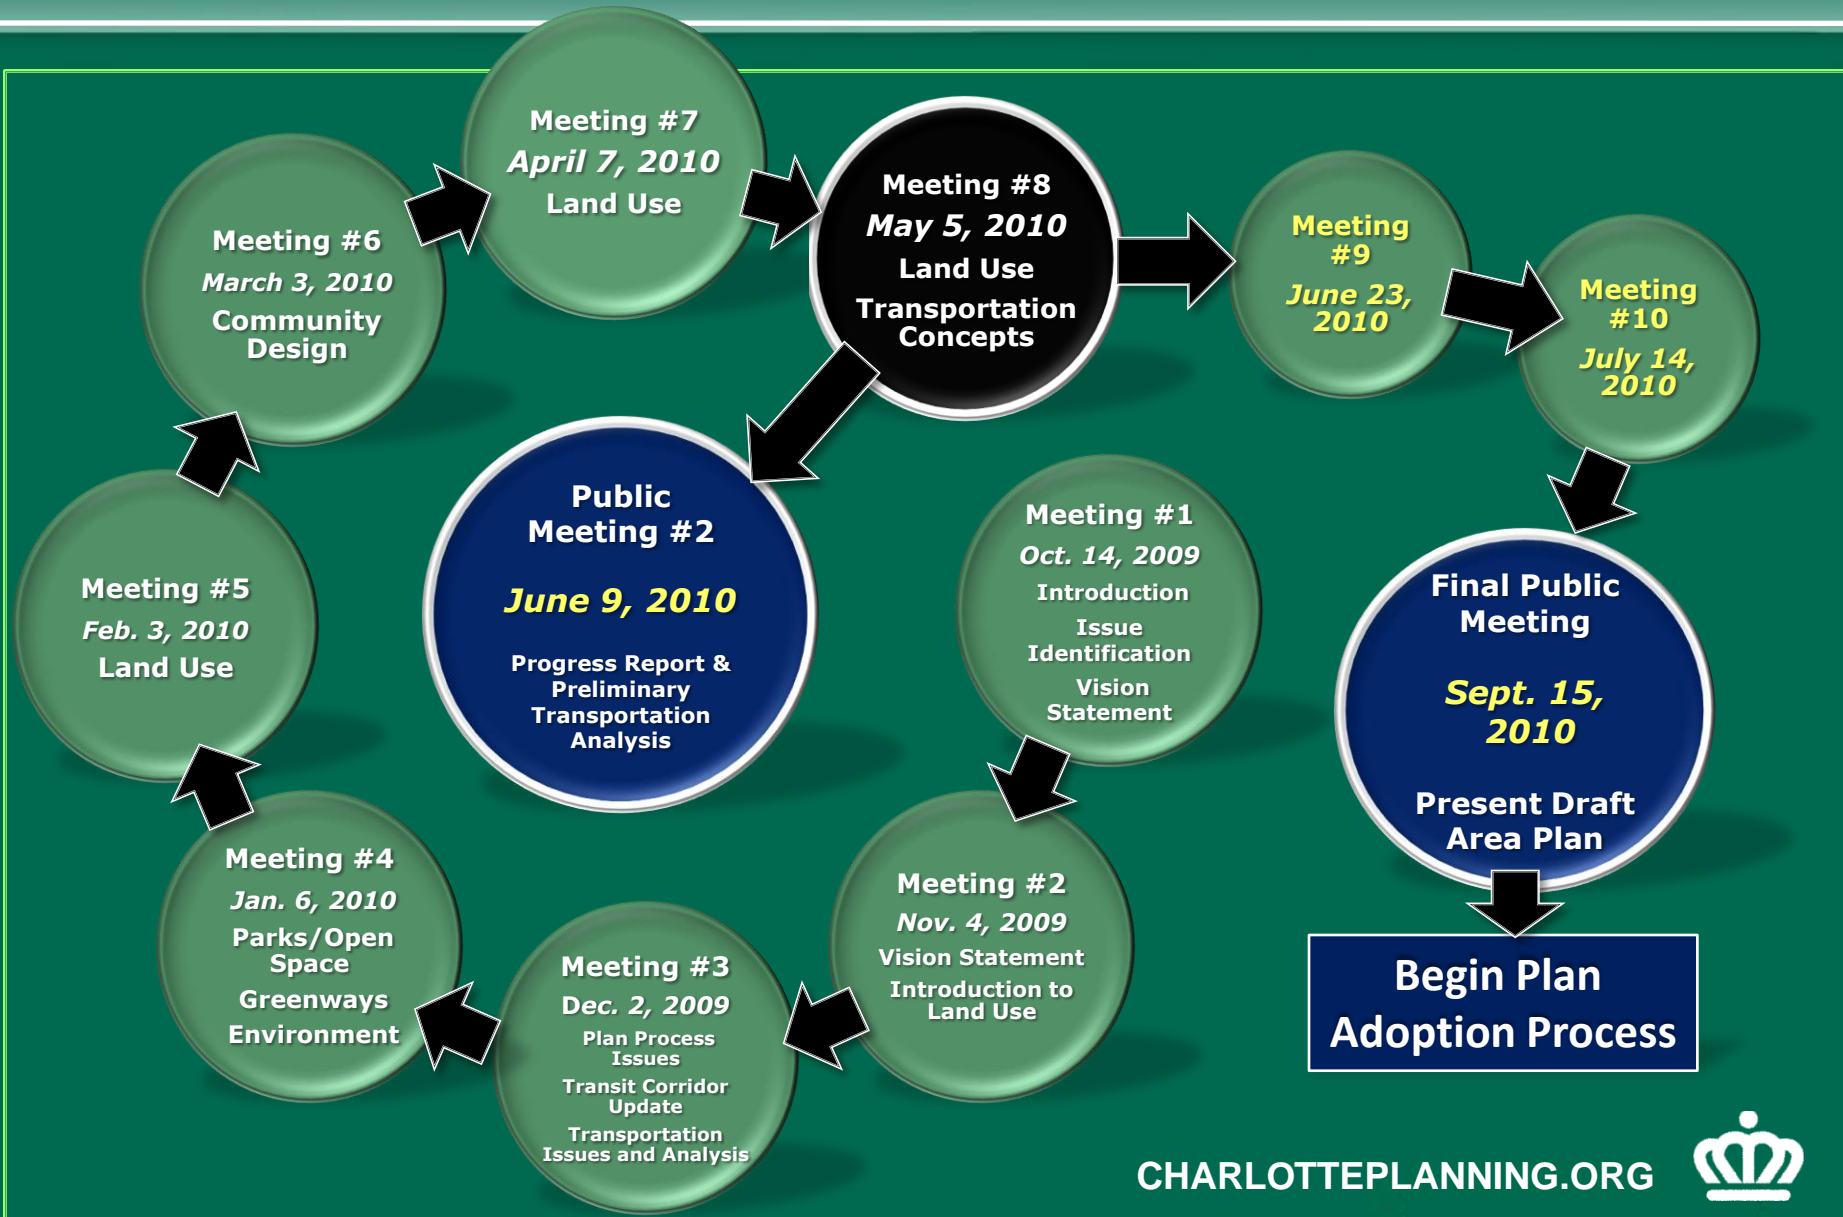 Meeting #1
Oct. 14, 2009
Introduction
Issue
Identification
Vision
Statement
Meeting #2
Nov. 4, 2009
Vision Statement
Introduction to
Land Use
Meeting #3
Dec. 2, 2009
Plan Process
Issues
Transit Corridor
Update
Transportation
Issues and Analysis
Meeting #4
Jan. 6, 2010
Parks/Open
Space
Greenways
Environment
Meeting #5
Feb. 3, 2010
Land Use
Meeting #6
March 3, 2010
Community
Design
Meeting #7
April 7, 2010
Land Use
Meeting #8
May 5, 2010
Land Use
Transportation
Concepts
Public
Meeting #2
June 9, 2010
Progress Report &
Preliminary
Transportation
Analysis
Meeting
#9
June 23,
2010
Meeting
#10
July 14,
2010
Final Public
Meeting
Sept. 15,
2010
Present Draft
Area Plan
Begin Plan
Adoption Process
CHARLOTTEPLANNING.ORG